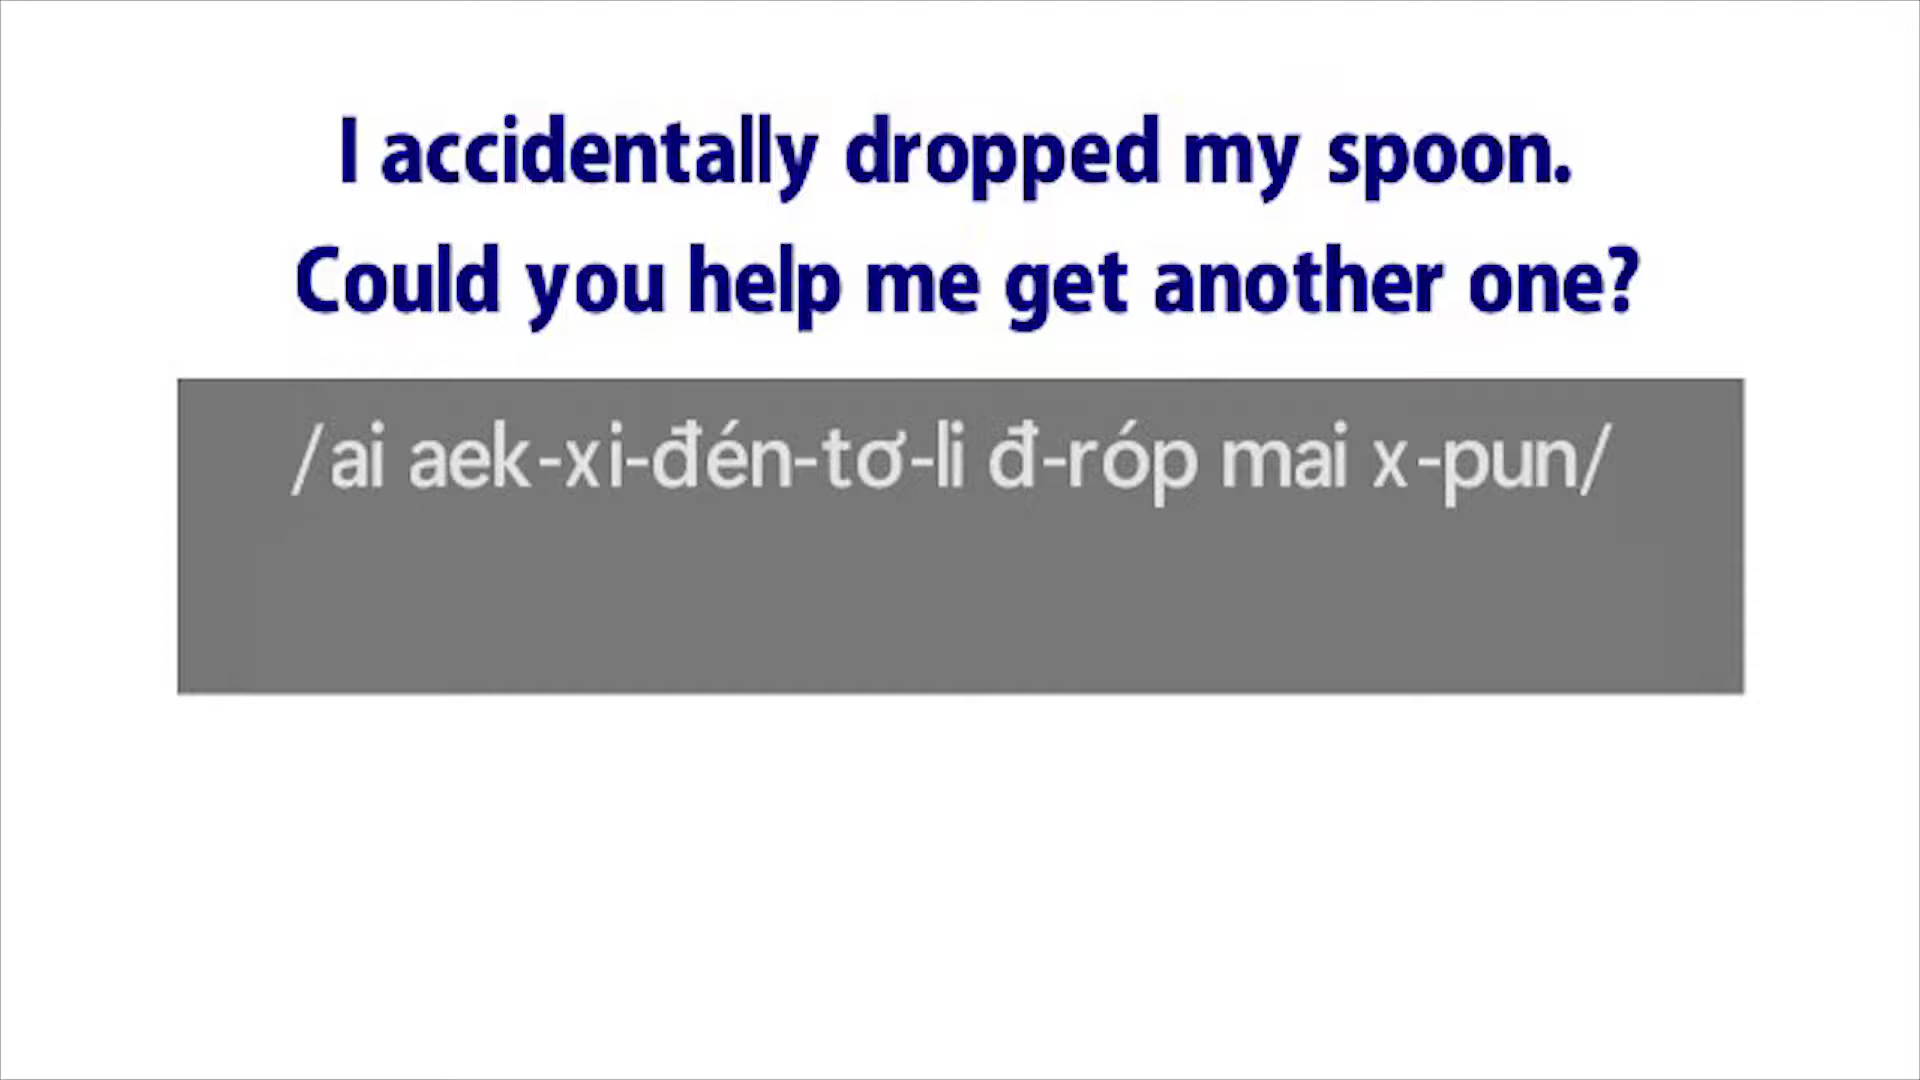 I accidentally dropped my spoon.
Could you help me get another one?
/ai aek-xi-đén-tơ-li đ-róp mai x-pun/